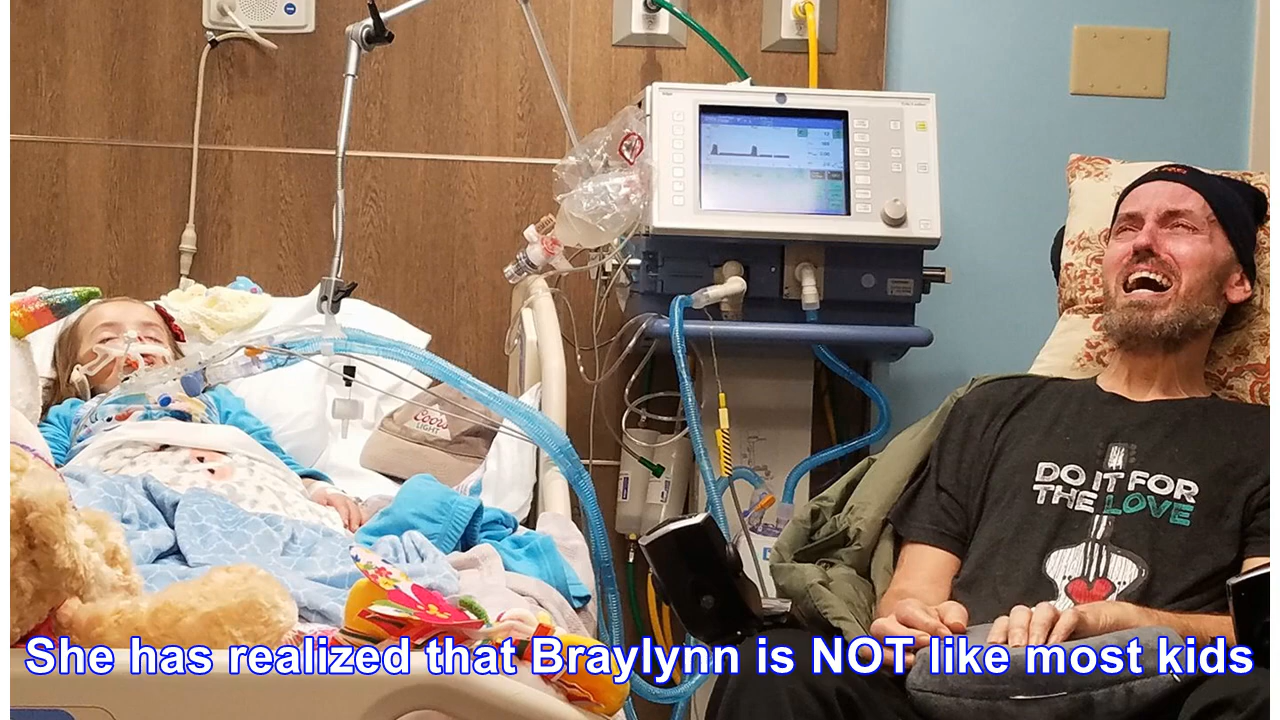 Coors
LIGHT
DO IT FOR
THE LOVE
She has realized that Braylynn is NOT like most kids